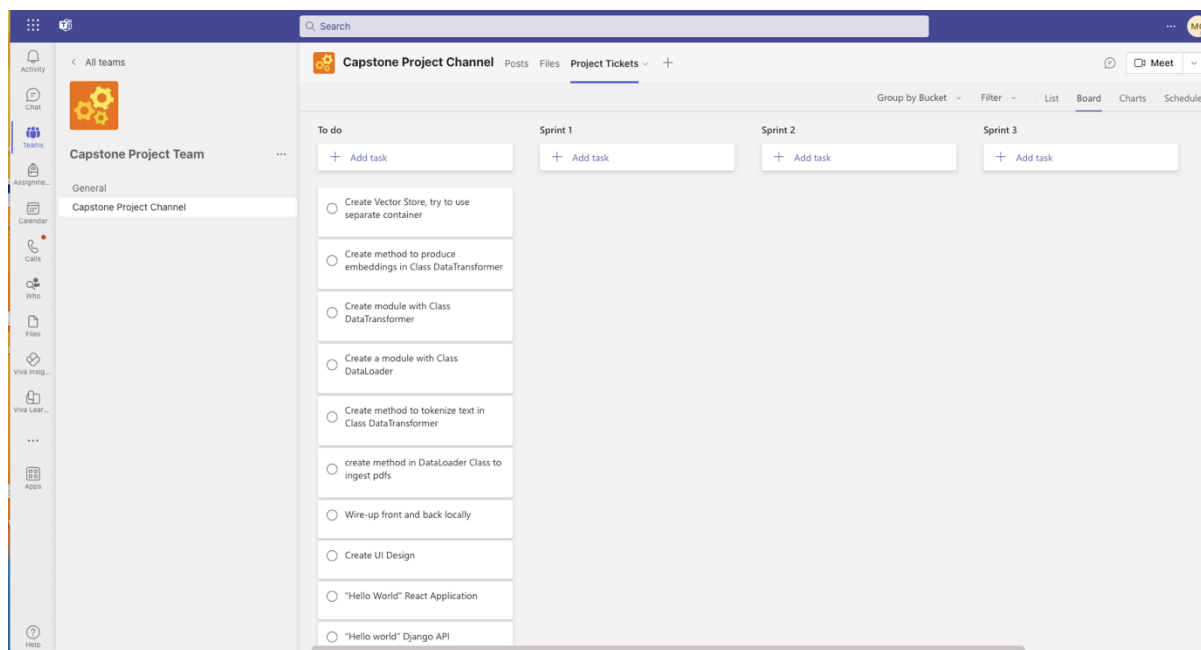 Search
MC
Activity
Chat
Teams
Assignme...
Calendar
Calls
Who
Files
Viva Insig...
Viva Lear...
Apps
Help
All teams
Capstone Project Team
General
Capstone Project Channel
Capstone Project Channel Posts Files Project Tickets
Meet
Group by Bucket Filter List Board Charts Schedule
To do
Add task
Create Vector Store, try to use
separate container
Create method to produce
embeddings in Class DataTransformer
Create module with Class
DataTransformer
Create a module with Class
DataLoader
Create method to tokenize text in
Class DataTransformer
create method in DataLoader Class to
ingest pdfs
Wire-up front and back locally
Create UI Design
"Hello World" React Application
"Hello world" Django API
Sprint 1
Add task
Sprint 2
Add task
Sprint 3
Add task